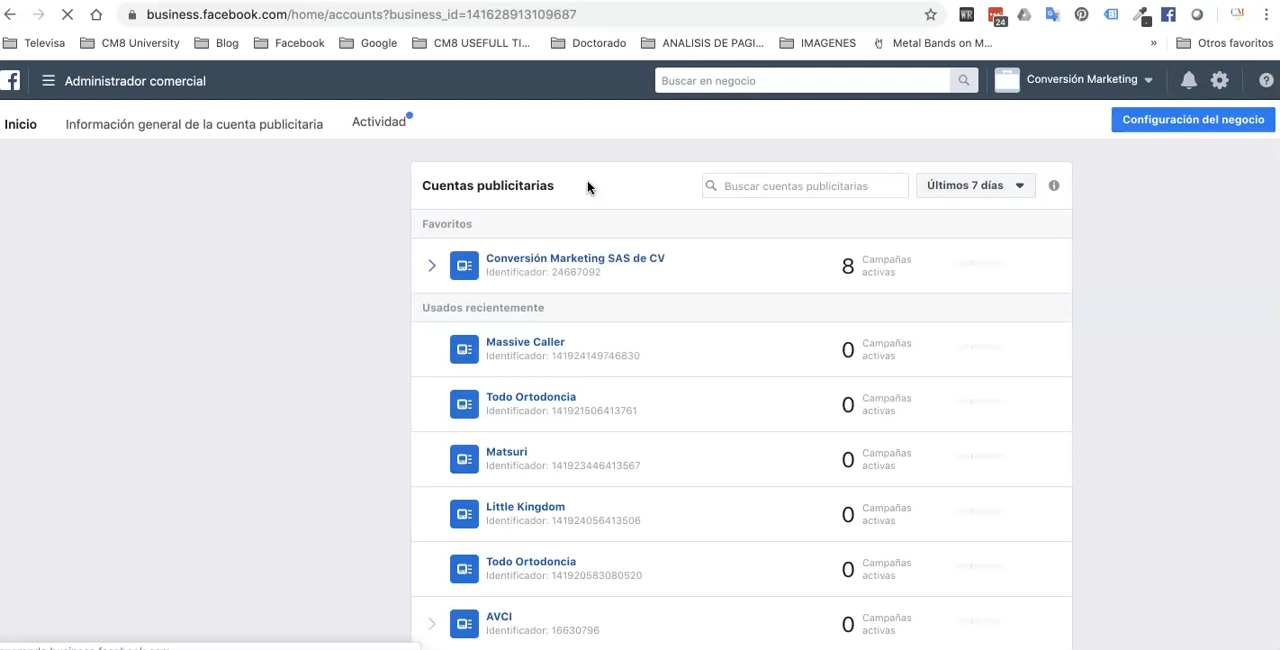 business.facebook.com/home/accounts?business_id=141628913109687
WR
24
CM
Televisa
CM8 University
Blog
Facebook
Google
CM8 USEFULL TI...
Doctorado
ANALISIS DE PAGI...
IMAGENES
Metal Bands on M...
»
Otros favoritos
Administrador comercial
Buscar en negocio
Conversión Marketing
Inicio
Información general de la cuenta publicitaria
Actividad
Configuración del negocio
Cuentas publicitarias
Buscar cuentas publicitarias
Últimos 7 días
Favoritos
Conversión Marketing SAS de CV
Identificador: 24667092
8 Campañas
activas
Usados recientemente
Massive Caller
Identificador: 141924149746830
0 Campañas
activas
Todo Ortodoncia
Identificador: 141921506413761
0 Campañas
activas
Matsuri
Identificador: 141923446413567
0 Campañas
activas
Little Kingdom
Identificador: 141924056413506
0 Campañas
activas
Todo Ortodoncia
Identificador: 141920583080520
0 Campañas
activas
AVCI
Identificador: 16630796
0 Campañas
activas